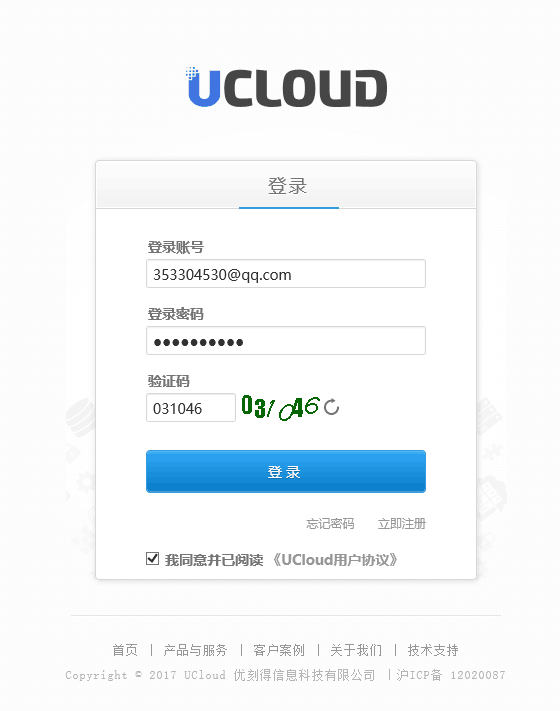 UCLOUD
登录
登录账号
353304530@qq.com
登录密码
●●●●●●●●●●
验证码
031046 031046
登录
忘记密码 立即注册
我同意并已阅读《UCloud用户协议》
首页 | 产品与服务 | 客户案例 | 关于我们 | 技术支持
Copyright © 2017 UCloud 优刻得信息科技有限公司 | 沪ICP备 12020087